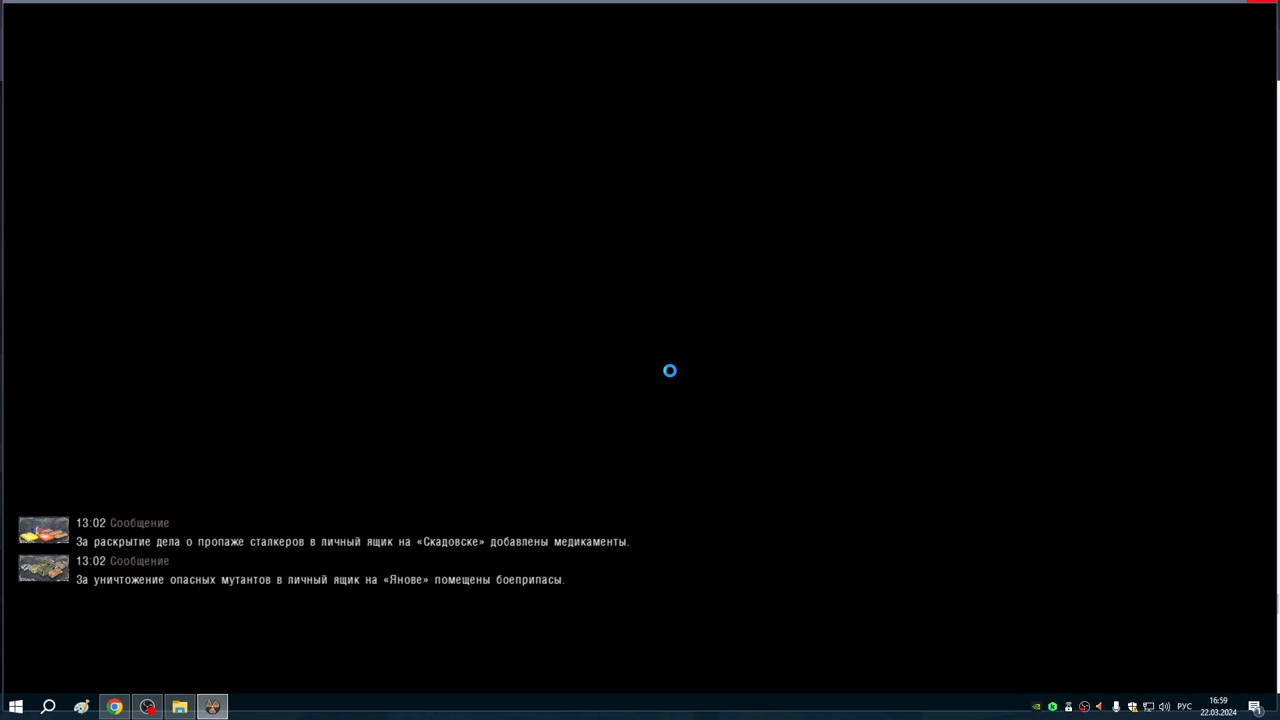 13:02 Сообщение
За раскрытие дела о пропаже сталкеров в личный ящик на «Скадовске» добавлены медикаменты.
13:02 Сообщение
За уничтожение опасных мутантов в личный ящик на «Янове» помещены боеприпасы.
РУС
16:59
22.03.2024
1